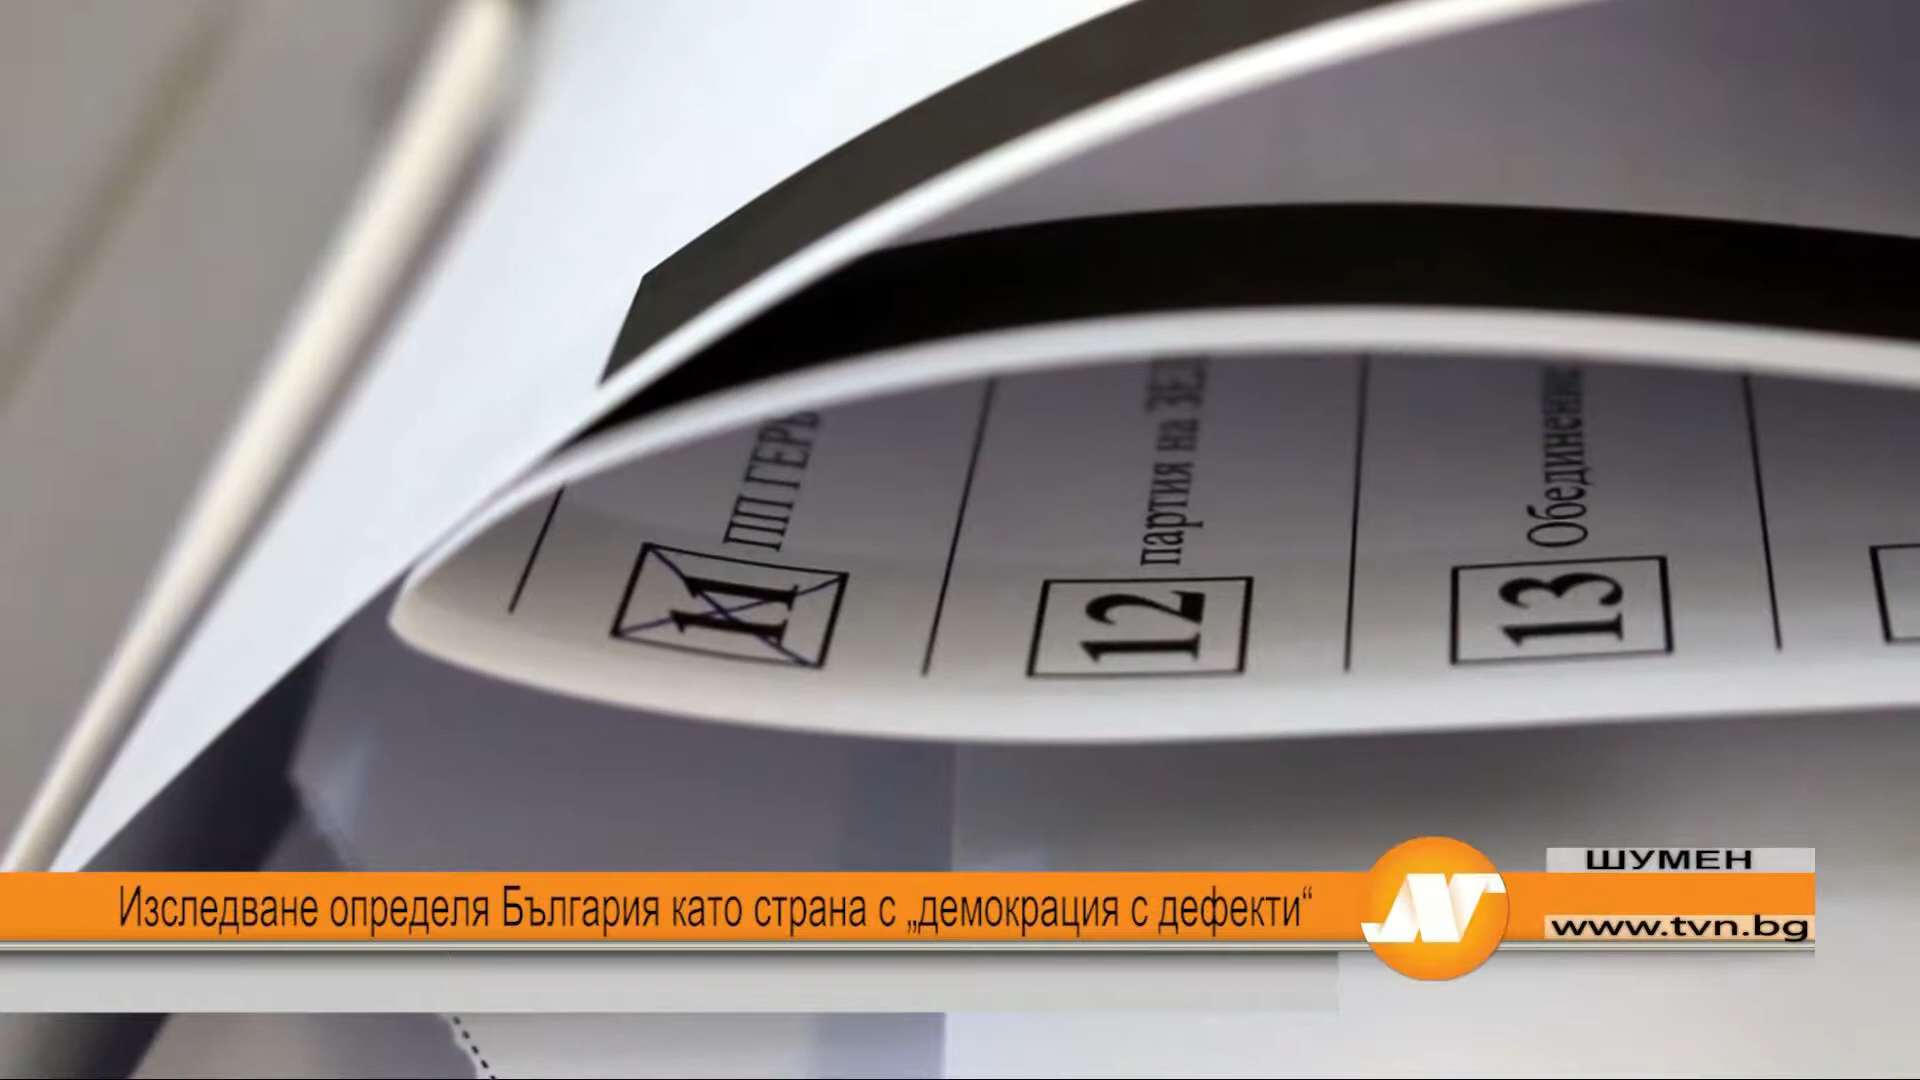 ПП ГЕРБ
11
партия на ЗЕЛ
12
Обединени
13
Изследване определя България като страна с „демокрация с дефекти“
ШУМЕН
www.tvn.bg